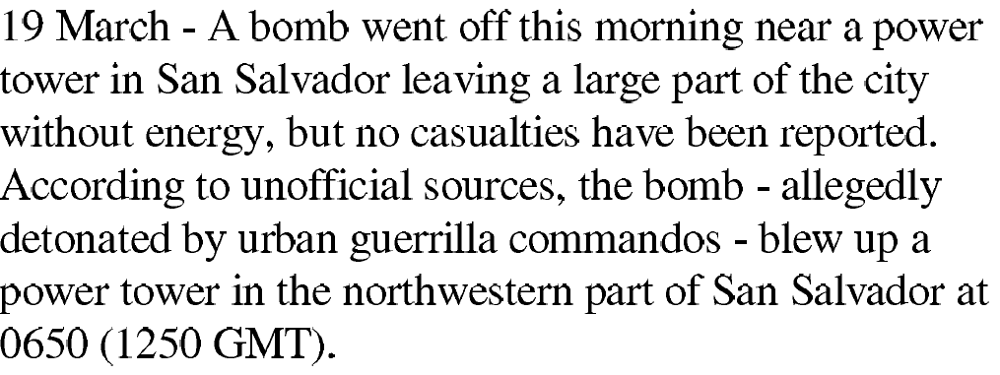 19 March - A bomb went off this morning near a power
tower in San Salvador leaving a large part of the city
without energy, but no casualties have been reported.
According to unofficial sources, the bomb - allegedly
detonated by urban guerrilla commandos - blew up a
power tower in the northwestern part of San Salvador at
0650 (1250 GMT).